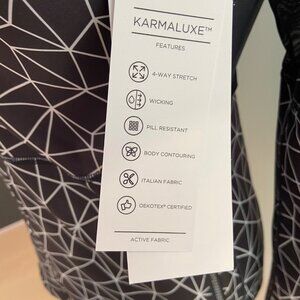 KARMALUXE™
FEATURES
4-WAY STRETCH
WICKING
PILL RESISTANT
BODY CONTOURING
ITALIAN FABRIC
OEKOTEX® CERTIFIED
ACTIVE FABRIC